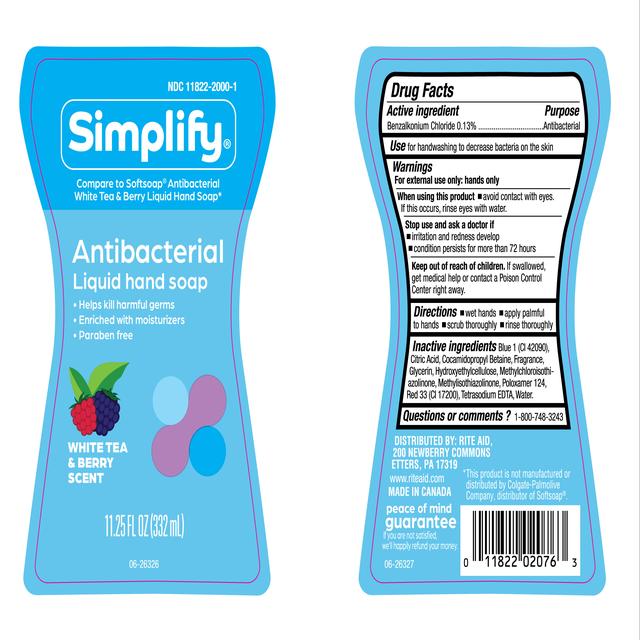 NDC 11822-2000-1
Simplify®
Compare to Softsoap® Antibacterial
White Tea & Berry Liquid Hand Soap*
Antibacterial
Liquid hand soap
• Helps kill harmful germs
• Enriched with moisturizers
• Paraben free
WHITE TEA
& BERRY
SCENT
11.25 FL OZ (332 mL)
06-26326
Drug Facts
Active ingredient Purpose
Benzalkonium Chloride 0.13% ........................Antibacterial
Use for handwashing to decrease bacteria on the skin
Warnings
For external use only: hands only
When using this product ■ avoid contact with eyes.
If this occurs, rinse eyes with water.
Stop use and ask a doctor if
■ irritation and redness develop
■ condition persists for more than 72 hours
Keep out of reach of children. If swallowed,
get medical help or contact a Poison Control
Center right away.
Directions ■ wet hands ■ apply palmful
to hands ■ scrub thoroughly ■ rinse thoroughly
Inactive ingredients Blue 1 (CI 42090),
Citric Acid, Cocamidopropyl Betaine, Fragrance,
Glycerin, Hydroxyethylcellulose, Methylchloroisothi-
azolinone, Methylisothiazolinone, Poloxamer 124,
Red 33 (CI 17200), Tetrasodium EDTA, Water.
Questions or comments ? 1-800-748-3243
DISTRIBUTED BY: RITE AID,
200 NEWBERRY COMMONS
ETTERS, PA 17319
www.riteaid.com
MADE IN CANADA
*This product is not manufactured or
distributed by Colgate-Palmolive
Company, distributor of Softsoap®.
peace of mind
guarantee
If you are not satisfied,
we'll happily refund your money.
06-26327
0 11822 02076 3